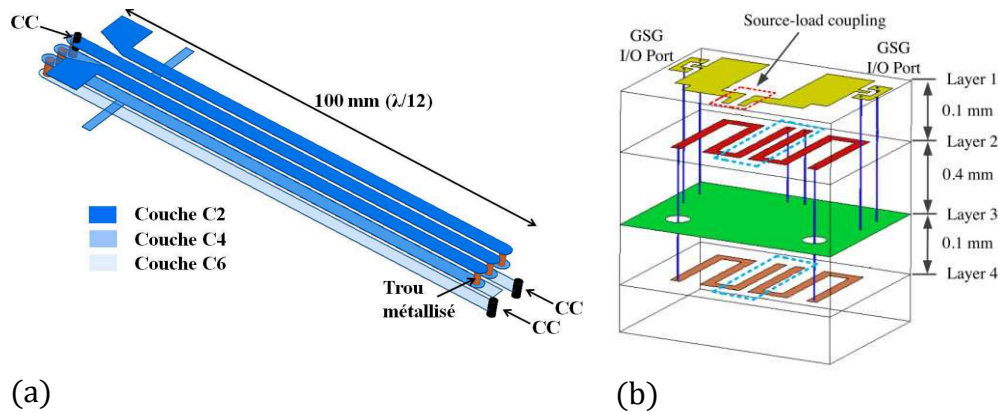 CC
100 mm (λ/12)
Couche C2
Couche C4
Couche C6
Trou
métallisé
CC
CC
(a)
Source-load coupling
GSG
I/O Port
GSG
I/O Port
Layer 1
0.1 mm
Layer 2
0.4 mm
Layer 3
0.1 mm
Layer 4
(b)